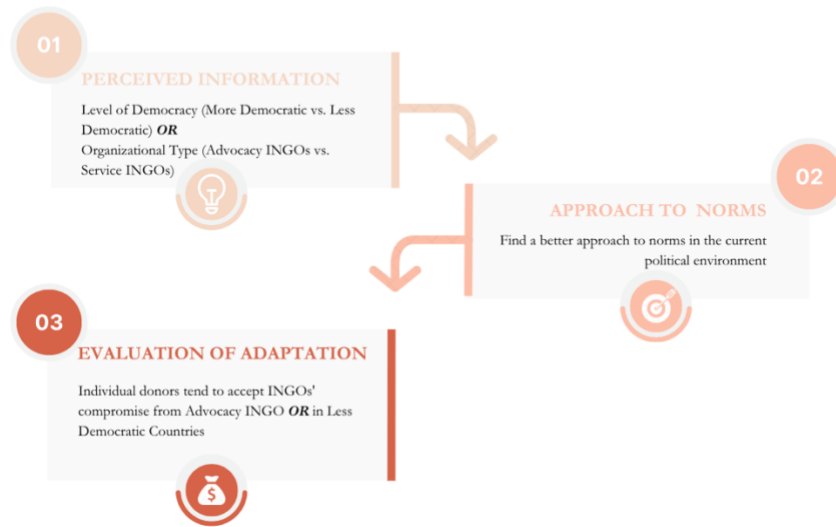 01
PERCEIVED INFORMATION
Level of Democracy (More Democratic vs. Less
Democratic) OR
Organizational Type (Advocacy INGOs vs.
Service INGOs)
02
APPROACH TO NORMS
Find a better approach to norms in the current
political environment
03
EVALUATION OF ADAPTATION
Individual donors tend to accept INGOs'
compromise from Advocacy INGO OR in Less
Democratic Countries
$